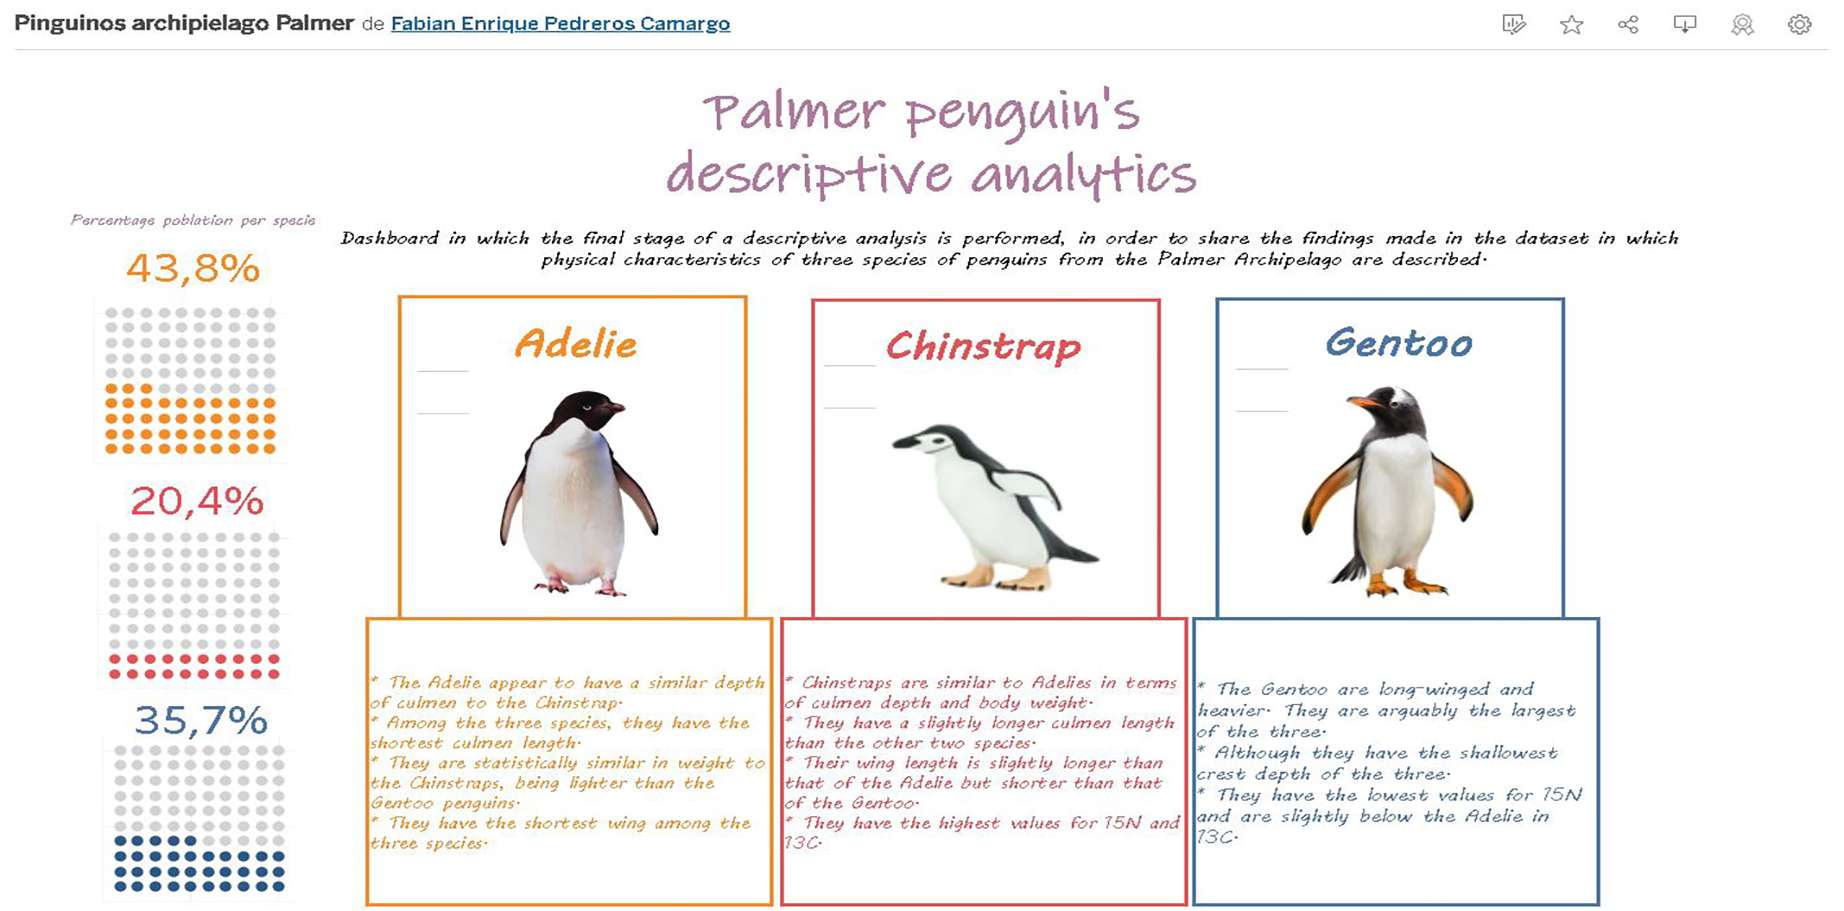 Pinguinos archipielago Palmer de Fabian Enrique Pedreros Camargo
Palmer penguin's
descriptive analytics
Percentage poblation per specie
Dashboard in which the final stage of a descriptive analysis is performed, in order to share the findings made in the dataset in which
physical characteristics of three species of penguins from the Palmer Archipelago are described.
43,8%
20,4%
35,7%
Adelie
* The Adelie appear to have a similar depth
of culmen to the Chinstrap.
* Among the three species, they have the
shortest culmen length.
* They are statistically similar in weight to
the Chinstraps, being lighter than the
Gentoo penguins.
* They have the shortest wing among the
three species.
Chinstrap
* Chinstraps are similar to Adelies in terms
of culmen depth and body weight.
* They have a slightly longer culmen length
than the other two species.
* Their wing length is slightly longer than
that of the Adelie but shorter than that
of the Gentoo.
* They have the highest values for 15N and
13C.
Gentoo
* The Gentoo are long-winged and
heavier. They are arguably the largest
of the three.
* Although they have the shallowest
crest depth of the three.
* They have the lowest values for 15N
and are slightly below the Adelie in
13C.